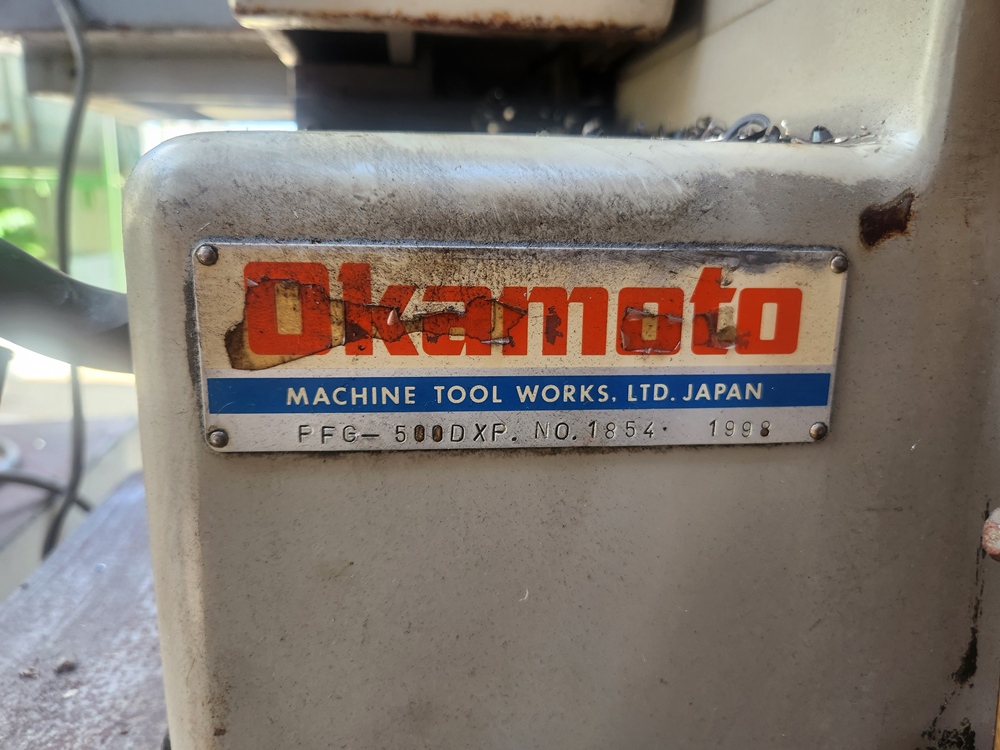 Okamoto
MACHINE TOOL WORKS, LTD. JAPAN
PFG- 500DXP. NO. 1854. 1998